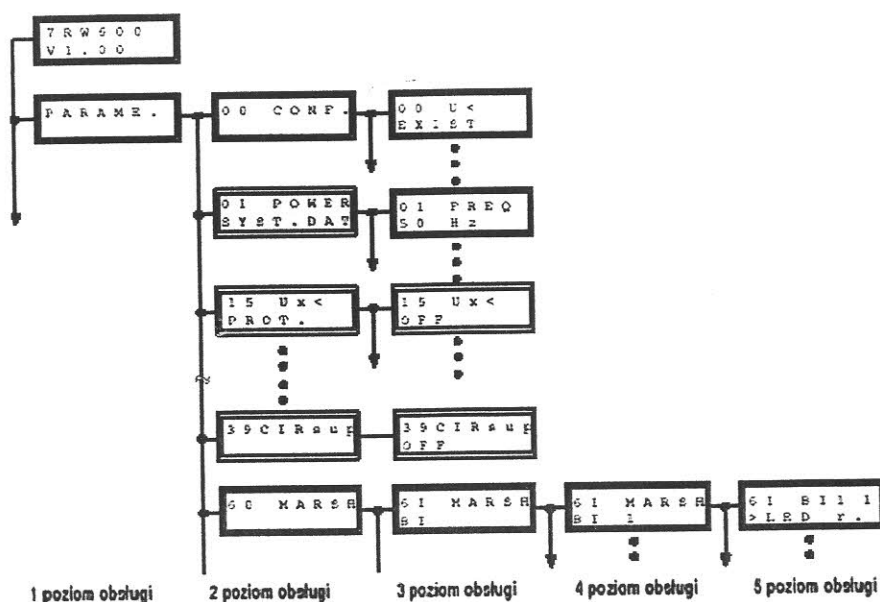 7RW600
V1.00
PARAME.
00 CONF.
00 U<
EXIST
01 POWER
SYST.DAT
01 FREQ
50 Hz
15 Ux<
PROT.
15 Ux<
OFF
39CIRsup
39CIRsup
OFF
60 MARSH
61 MARSH
BI
61 MARSH
BI 1
61 BI1 1
>LED r.
1 poziom obsługi
2 poziom obsługi
3 poziom obsługi
4 poziom obsługi
5 poziom obsługi